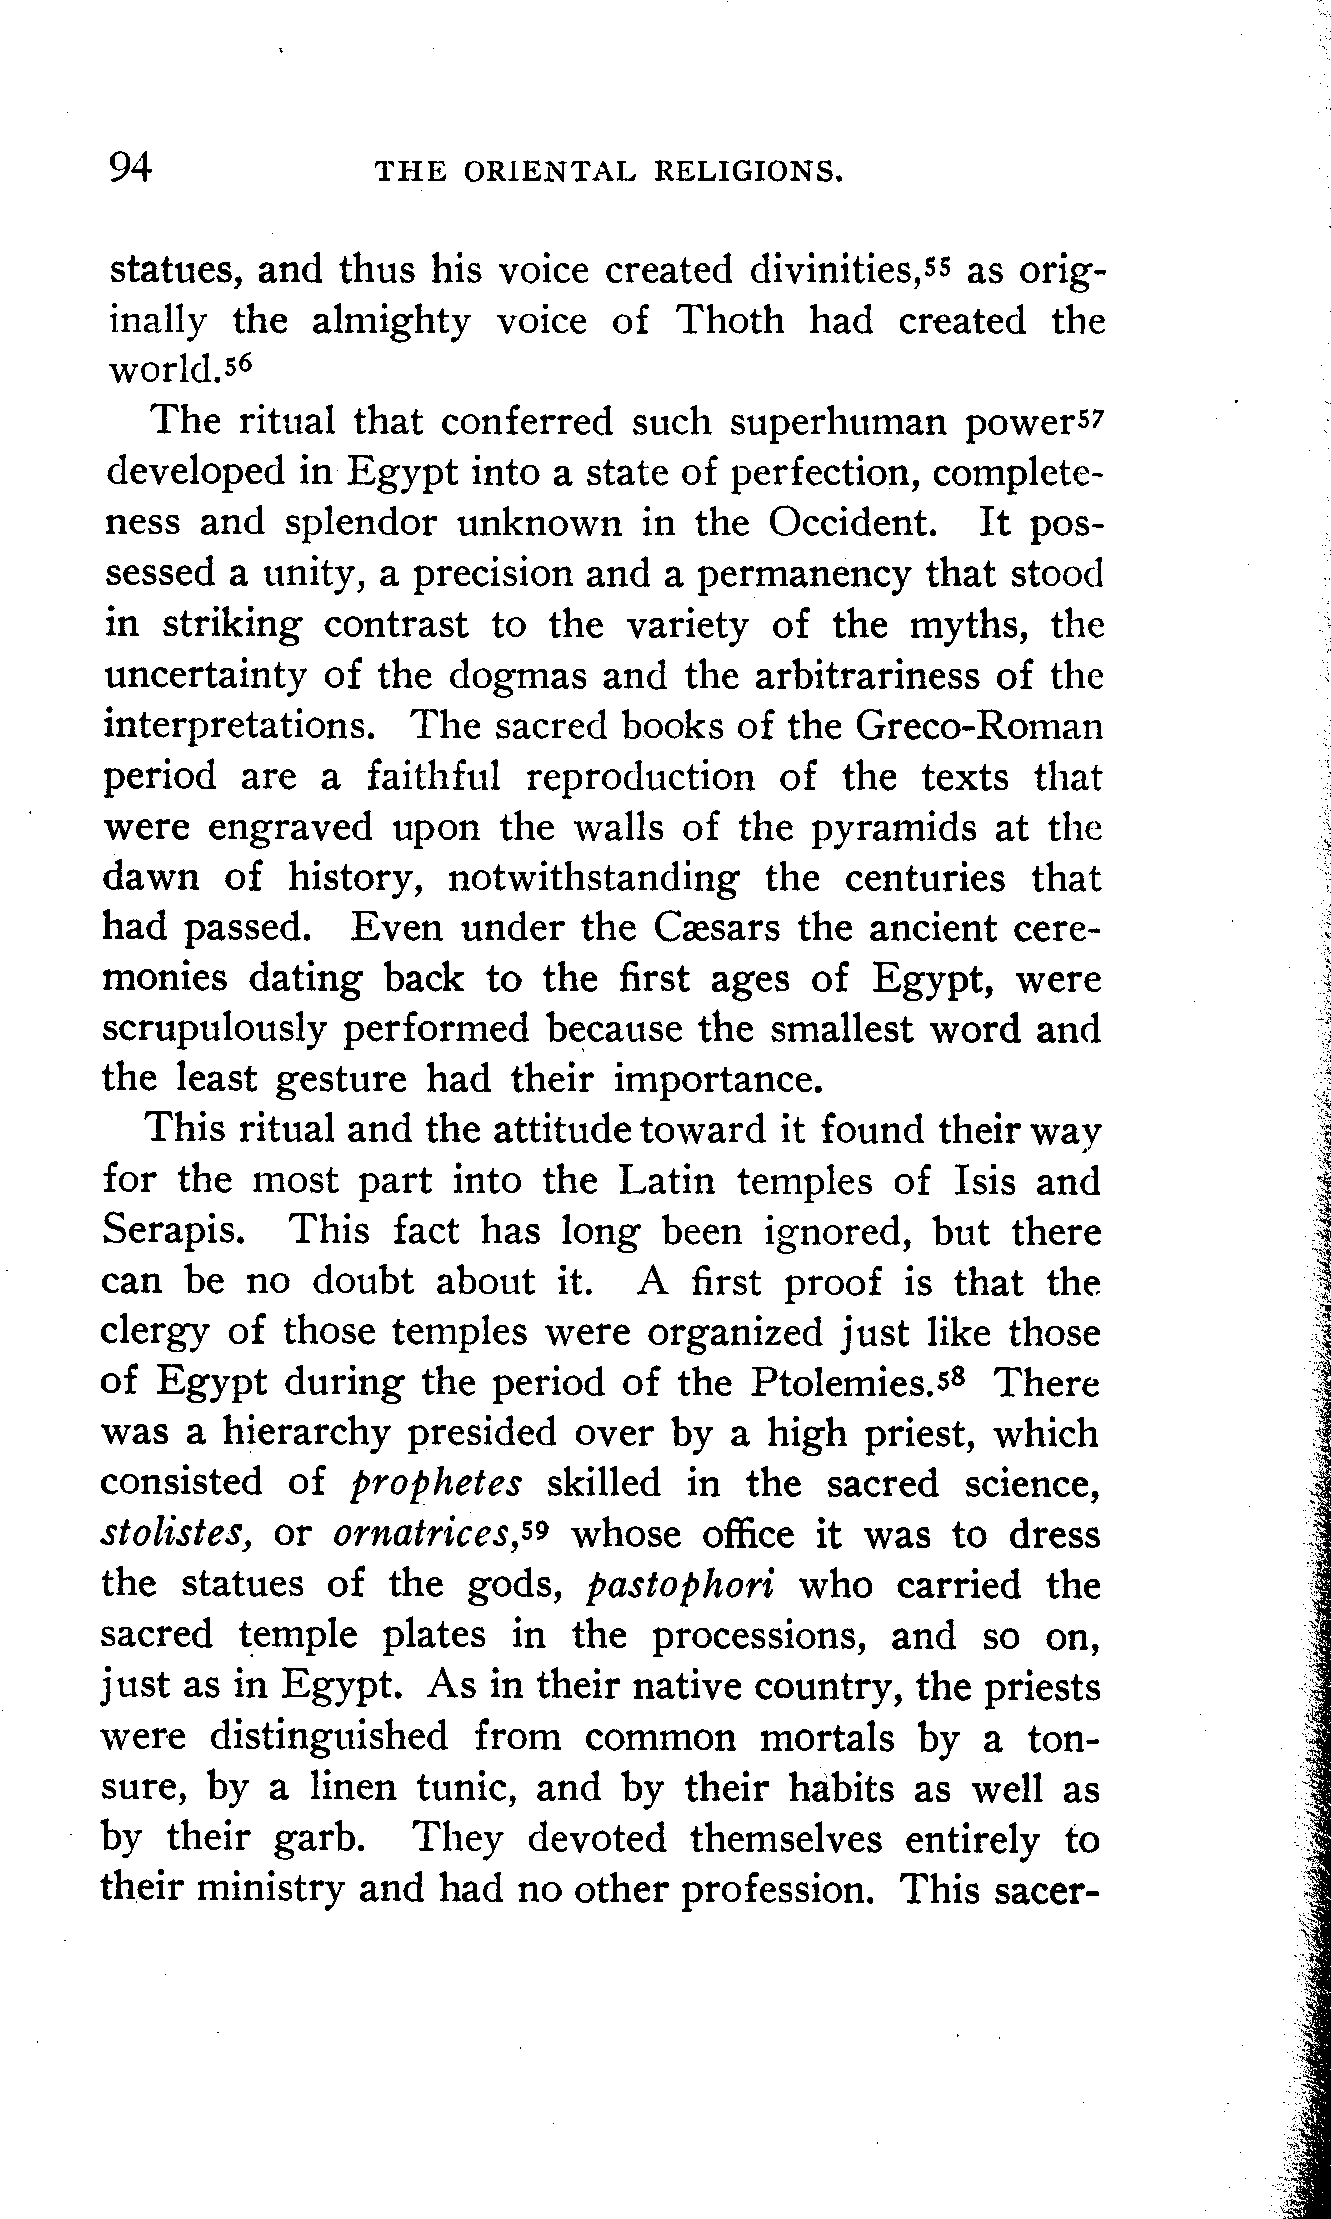 94 THE ORIENTAL RELIGIONS.
statues, and thus his voice created divinities,55 as orig-
inally the almighty voice of Thoth had created the
world.56
The ritual that conferred such superhuman power57
developed in Egypt into a state of perfection, complete-
ness and splendor unknown in the Occident. It pos-
sessed a unity, a precision and a permanency that stood
in striking contrast to the variety of the myths, the
uncertainty of the dogmas and the arbitrariness of the
interpretations. The sacred books of the Greco-Roman
period are a faithful reproduction of the texts that
were engraved upon the walls of the pyramids at the
dawn of history, notwithstanding the centuries that
had passed. Even under the Cæsars the ancient cere-
monies dating back to the first ages of Egypt, were
scrupulously performed because the smallest word and
the least gesture had their importance.
This ritual and the attitude toward it found their way
for the most part into the Latin temples of Isis and
Serapis. This fact has long been ignored, but there
can be no doubt about it. A first proof is that the
clergy of those temples were organized just like those
of Egypt during the period of the Ptolemies.58 There
was a hierarchy presided over by a high priest, which
consisted of prophetes skilled in the sacred science,
stolistes, or ornatrices,59 whose office it was to dress
the statues of the gods, pastophori who carried the
sacred temple plates in the processions, and so on,
just as in Egypt. As in their native country, the priests
were distinguished from common mortals by a ton-
sure, by a linen tunic, and by their habits as well as
by their garb. They devoted themselves entirely to
their ministry and had no other profession. This sacer-